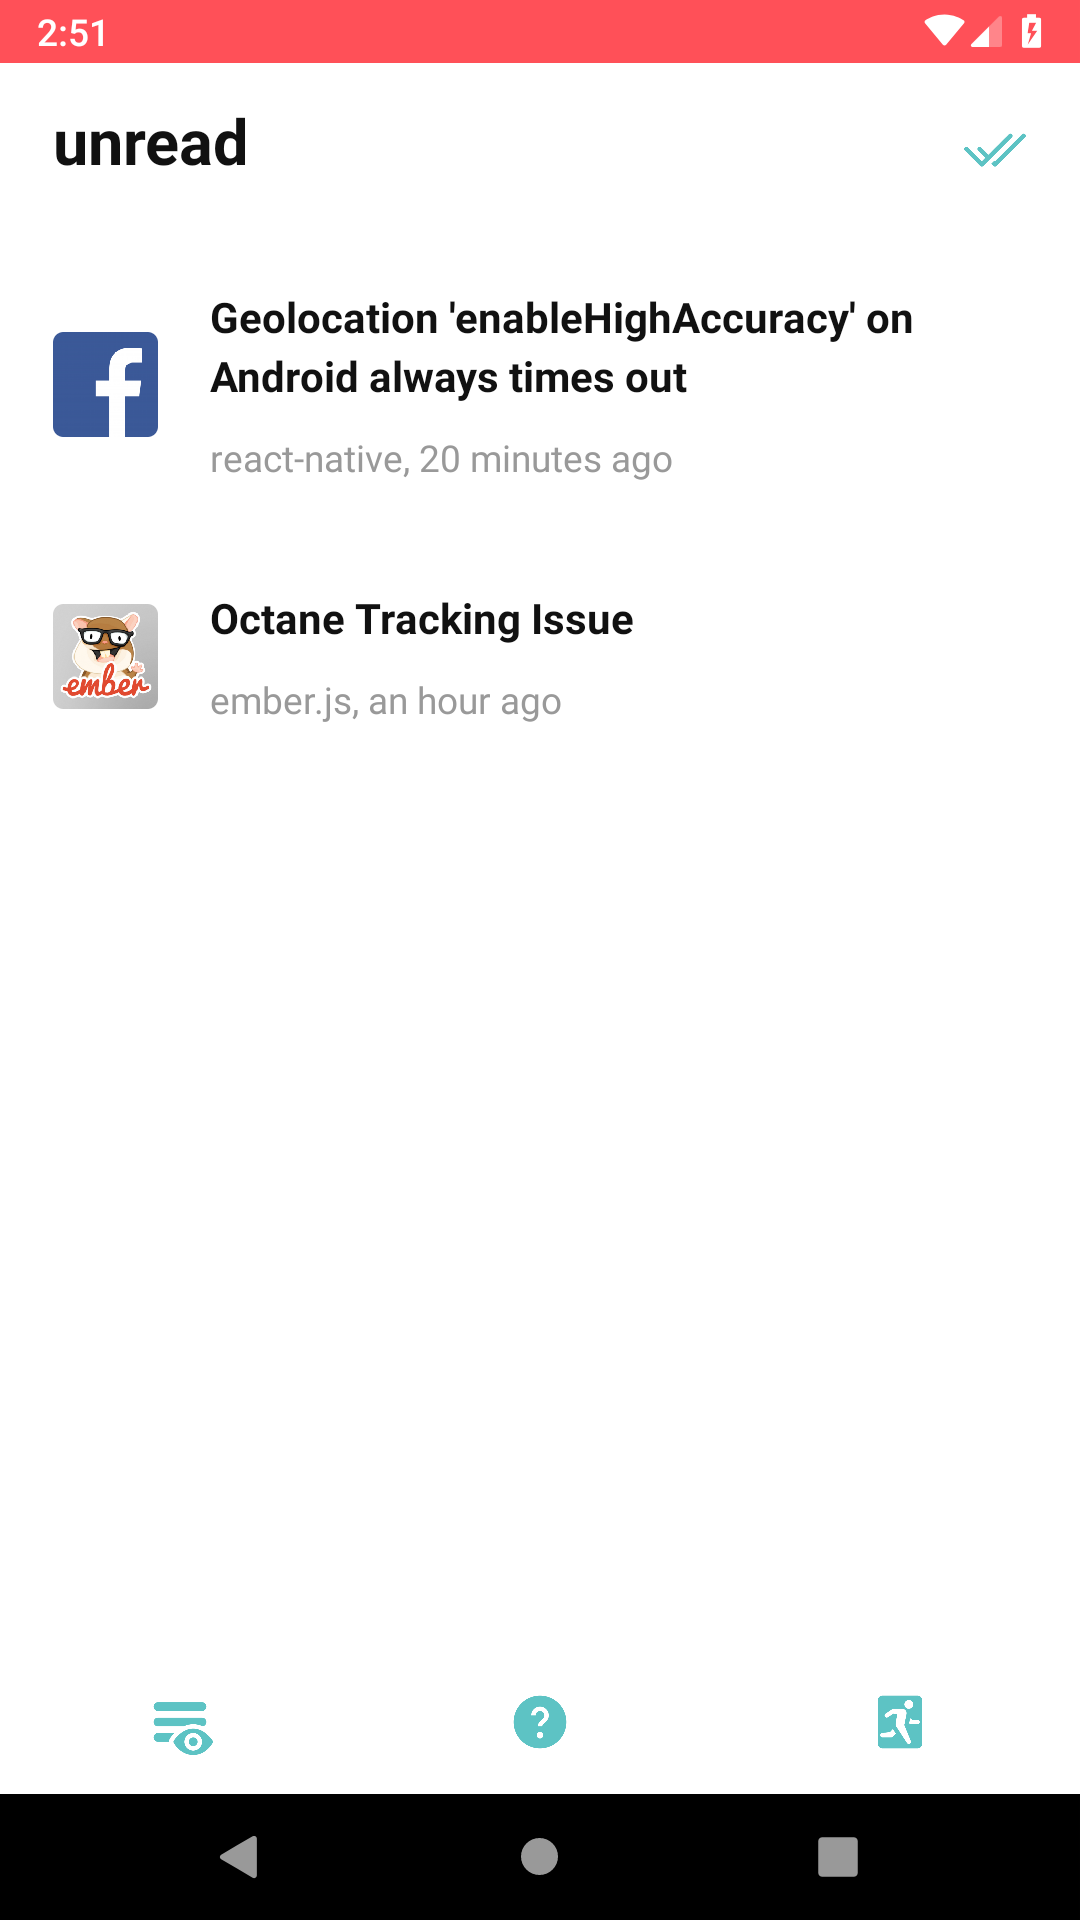 2:51
unread
Geolocation 'enableHighAccuracy' on
Android always times out
react-native, 20 minutes ago
Octane Tracking Issue
ember
ember.js, an hour ago
?